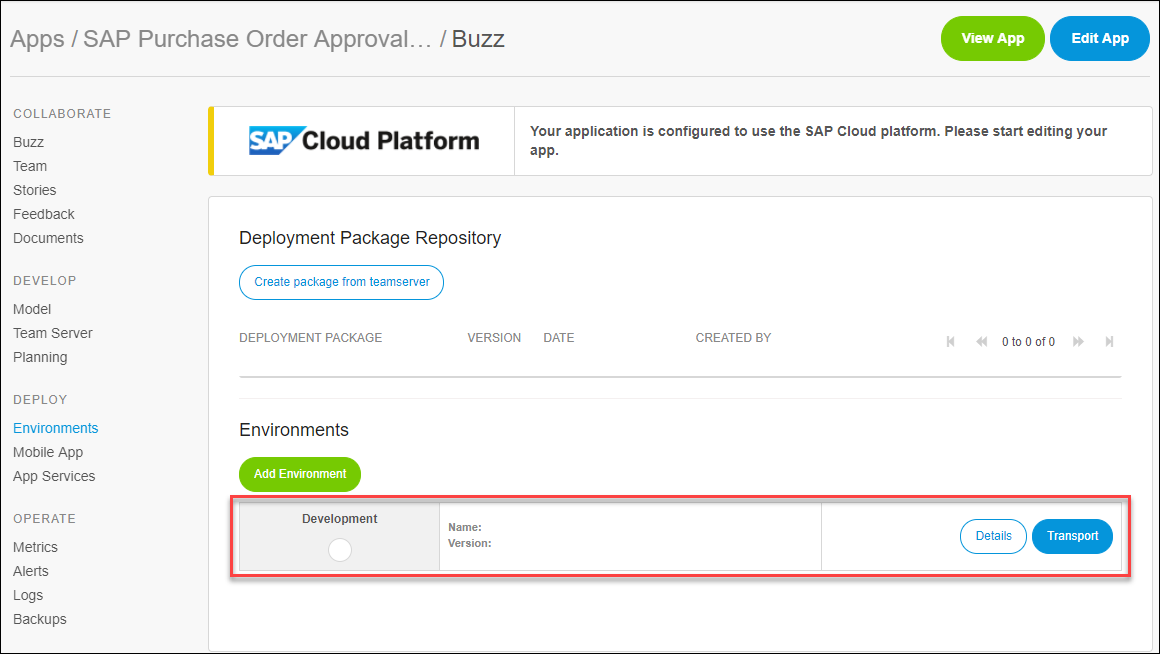 Apps / SAP Purchase Order Approval... / Buzz
View App
Edit App
COLLABORATE
Buzz
Team
Stories
Feedback
Documents
DEVELOP
Model
Team Server
Planning
DEPLOY
Environments
Mobile App
App Services
OPERATE
Metrics
Alerts
Logs
Backups
SAP Cloud Platform
Your application is configured to use the SAP Cloud platform. Please start editing your
app.
Deployment Package Repository
Create package from teamserver
DEPLOYMENT PACKAGE VERSION DATE CREATED BY 0 to 0 of 0
Environments
Add Environment
Development
Name:
Version:
Details
Transport